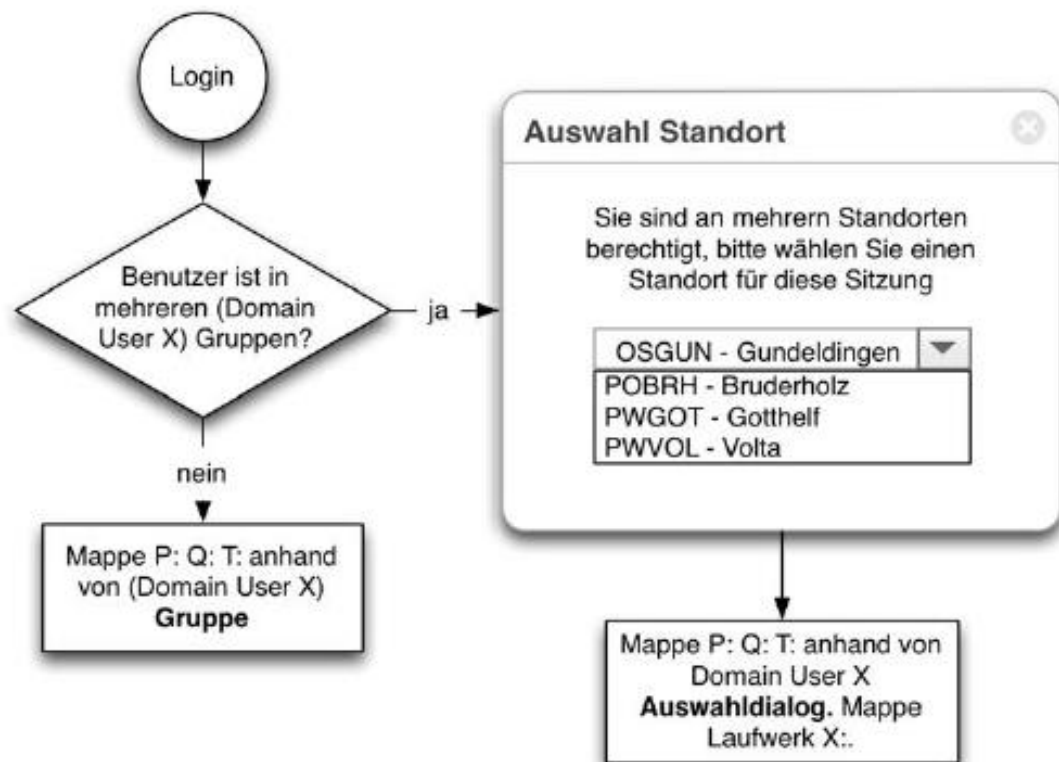 Login
Benutzer ist in
mehreren (Domain
User X) Gruppen?
ja
nein
Mappe P: Q: T: anhand
von (Domain User X)
Gruppe
Auswahl Standort
Sie sind an mehrern Standorten
berechtigt, bitte wählen Sie einen
Standort für diese Sitzung
OSGUN - Gundeldingen
POBRH - Bruderholz
PWGOT - Gotthelf
PWVOL - Volta
Mappe P: Q: T: anhand von
Domain User X
Auswahldialog. Mappe
Laufwerk X:.